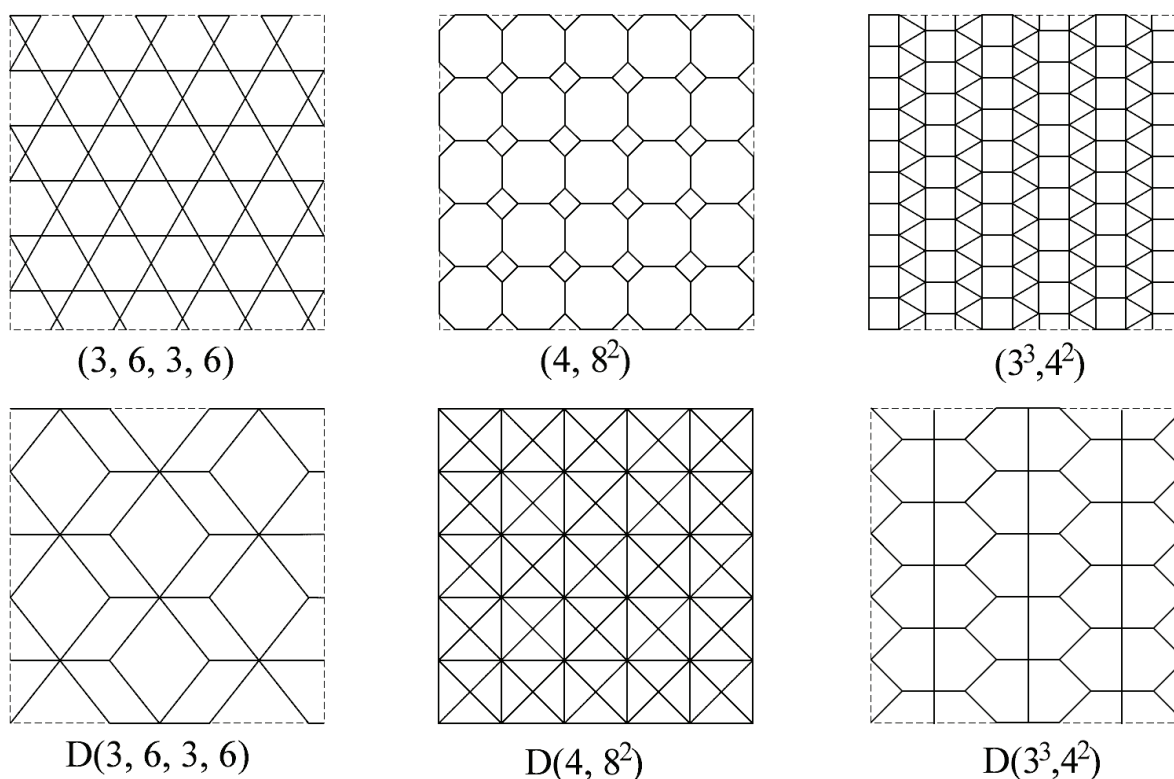 (3, 6, 3, 6) (4, 8²) (3³,4²)
D(3, 6, 3, 6) D(4, 8²) D(3³,4²)